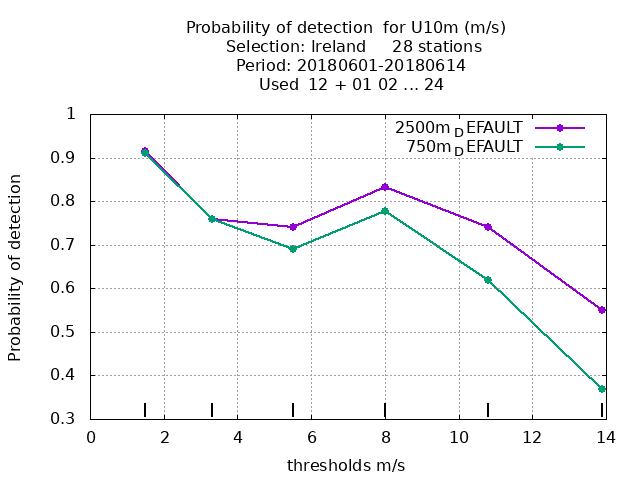 Probability of detection  for U10m (m/s)
Selection: Ireland     28 stations
Period: 20180601-20180614
Used  12 + 01 02 ... 24
2500m_DEFAULT
750m_DEFAULT
Probability of detection
1
0.9
0.8
0.7
0.6
0.5
0.4
0.3
0 2 4 6 8 10 12 14
thresholds m/s